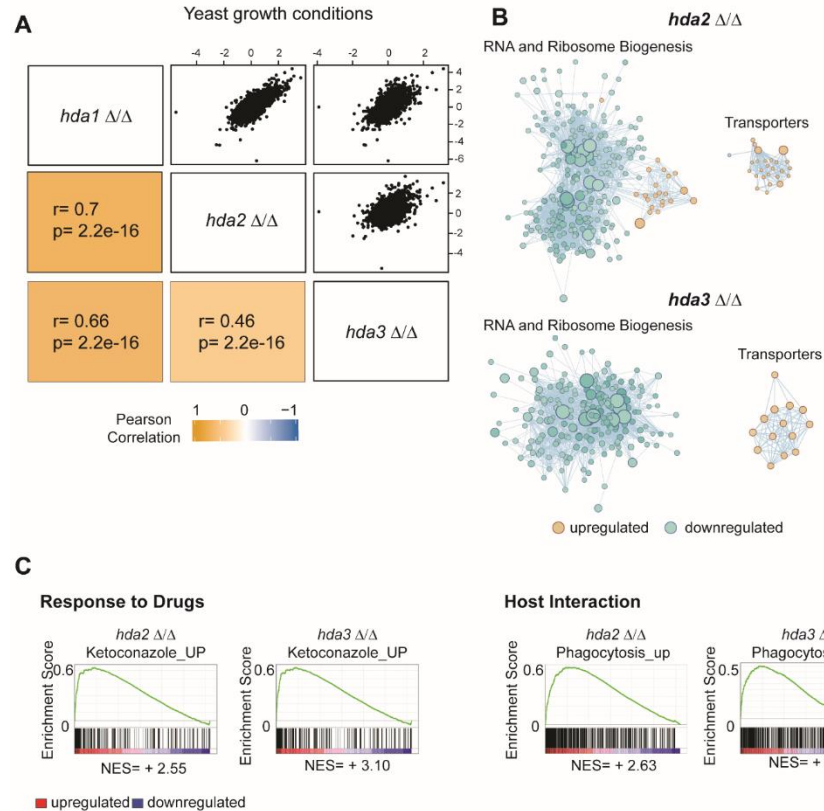 A
Yeast growth conditions
-4 -2 0 2
-4 -2 0 2
hda1 Δ/Δ
4
2
0
-2
-4
-6
r= 0.7
p= 2.2e-16
hda2 Δ/Δ
2
0
-2
-4
r= 0.66
p= 2.2e-16
r= 0.46
p= 2.2e-16
hda3 Δ/Δ
Pearson
Correlation
1 0 −1
B
hda2 Δ/Δ
RNA and Ribosome Biogenesis
Transporters
hda3 Δ/Δ
RNA and Ribosome Biogenesis
Transporters
upregulated downregulated
C
Response to Drugs
hda2 Δ/Δ
Ketoconazole_UP
Enrichment Score
0.6
0
NES= + 2.55
hda3 Δ/Δ
Ketoconazole_UP
Enrichment Score
0.6
0
NES= + 3.10
upregulated downregulated
Host Interaction
hda2 Δ/Δ
Phagocytosis_up
Enrichment Score
0.6
0
NES= + 2.63
hda3 Δ
Phagocytos
Enrichment Score
0.5
0
NES= +